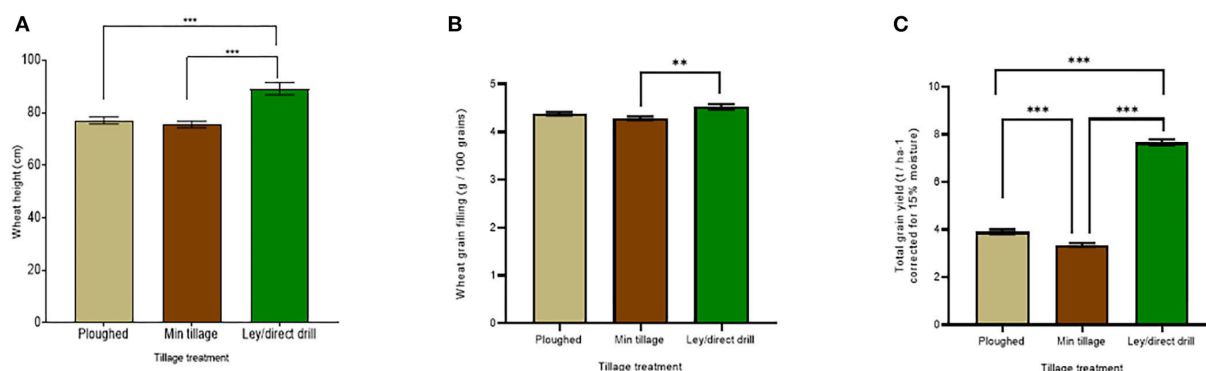 A
***
***
100
80
60
40
20
0
Wheat height (cm)
Ploughed Min tillage Ley/direct drill
Tillage treatment
B
**
5
4
3
2
1
0
Wheat grain filling (g / 100 grains)
Ploughed Min tillage Ley/direct drill
Tillage treatment
C
***
*** ***
10
8
6
4
2
0
Total grain yield (t / ha-1
corrected for 15% moisture)
Ploughed Min tillage Ley/direct drill
Tillage treatment